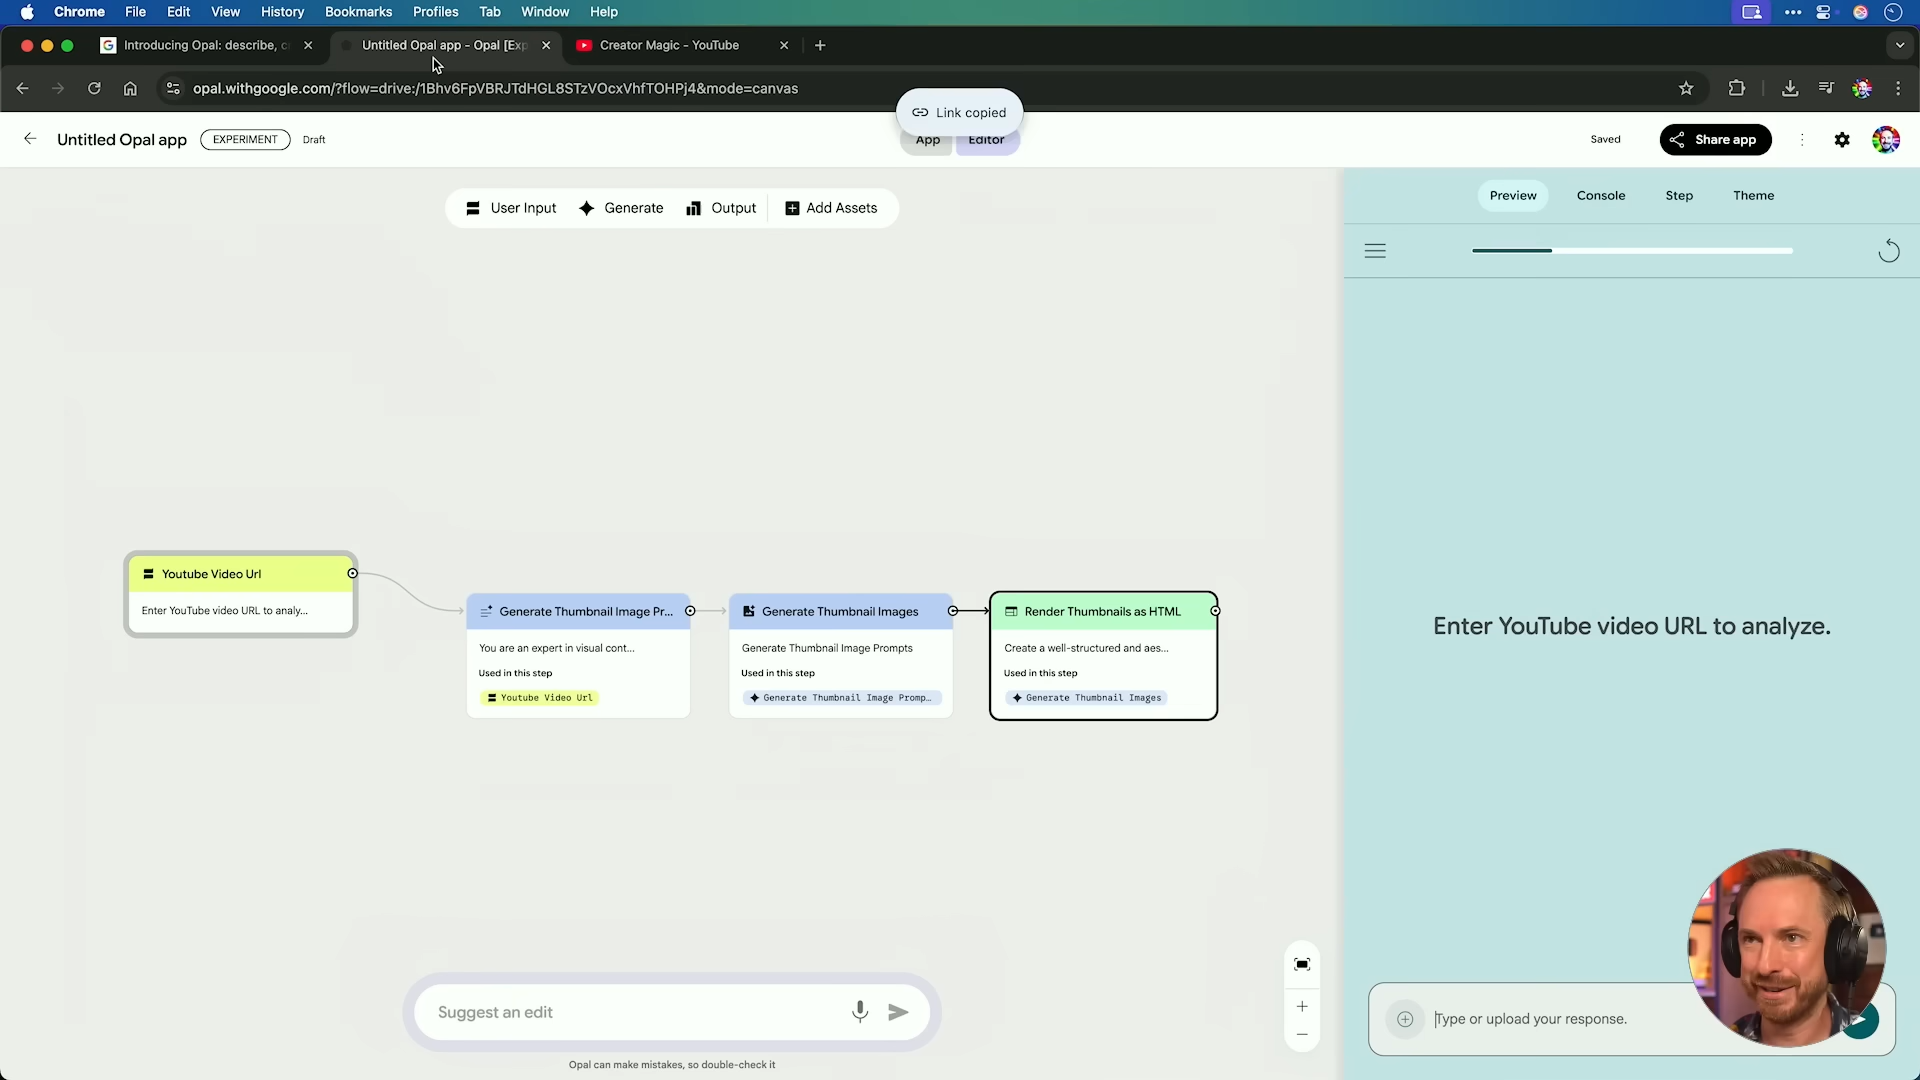 Chrome File Edit View History Bookmarks Profiles Tab Window Help
Introducing Opal: describe, c
Untitled Opal app - Opal [Exp
Creator Magic - YouTube
opal.withgoogle.com/?flow=drive:/1Bhv6FpVBRJTdHGL8STzVOcxVhfTOHPj4&mode=canvas
Link copied
Untitled Opal app
EXPERIMENT
Draft
App
Editor
Saved
Share app
User Input
Generate
Output
Add Assets
Preview
Console
Step
Theme
Youtube Video Url
Enter YouTube video URL to analy...
Generate Thumbnail Image Pr...
You are an expert in visual cont...
Used in this step
Youtube Video Url
Generate Thumbnail Images
Generate Thumbnail Image Prompts
Used in this step
Generate Thumbnail Image Promp…
Render Thumbnails as HTML
Create a well-structured and aes...
Used in this step
Generate Thumbnail Images
Enter YouTube video URL to analyze.
Suggest an edit
Type or upload your response.
Opal can make mistakes, so double-check it